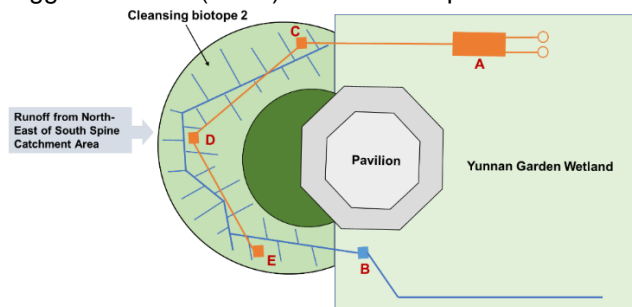 Cleansing biotope 2
C
A
Runoff from North-
East of South Spine
Catchment Area
D
Pavilion
Yunnan Garden Wetland
E
B